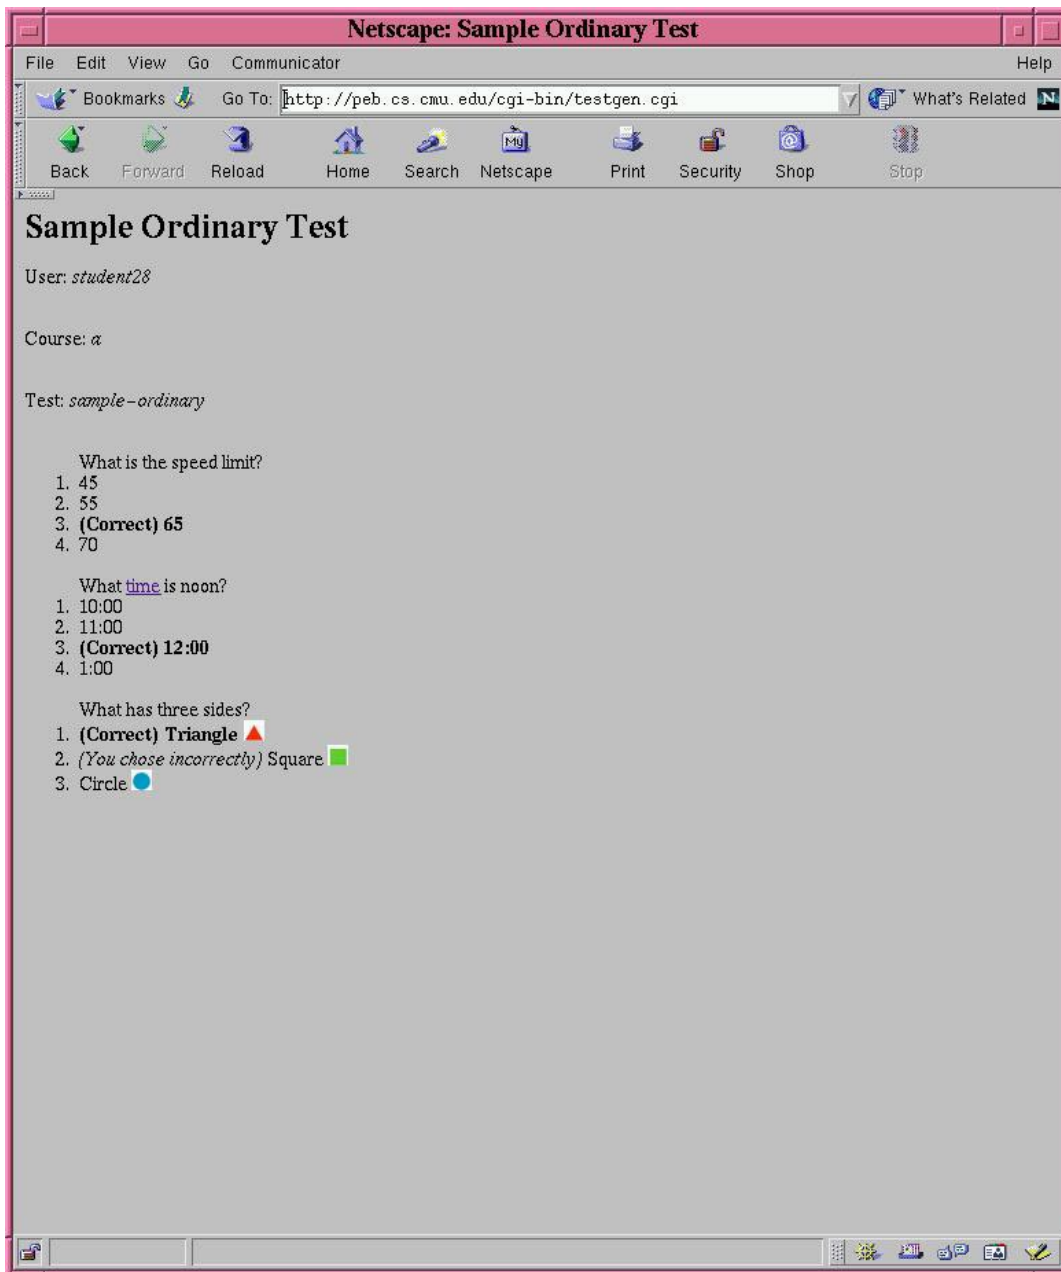 Netscape: Sample Ordinary Test
File Edit View Go Communicator Help
Bookmarks Go To: http://peb.cs.cmu.edu/cgi-bin/testgen.cgi What's Related N
My
Back Forward Reload Home Search Netscape Print Security Shop Stop
Sample Ordinary Test
User: student28
Course: a
Test: sample-ordinary
What is the speed limit?
1. 45
2. 55
3. (Correct) 65
4. 70
What time is noon?
1. 10:00
2. 11:00
3. (Correct) 12:00
4. 1:00
What has three sides?
1. (Correct) Triangle
2. (You chose incorrectly) Square
3. Circle